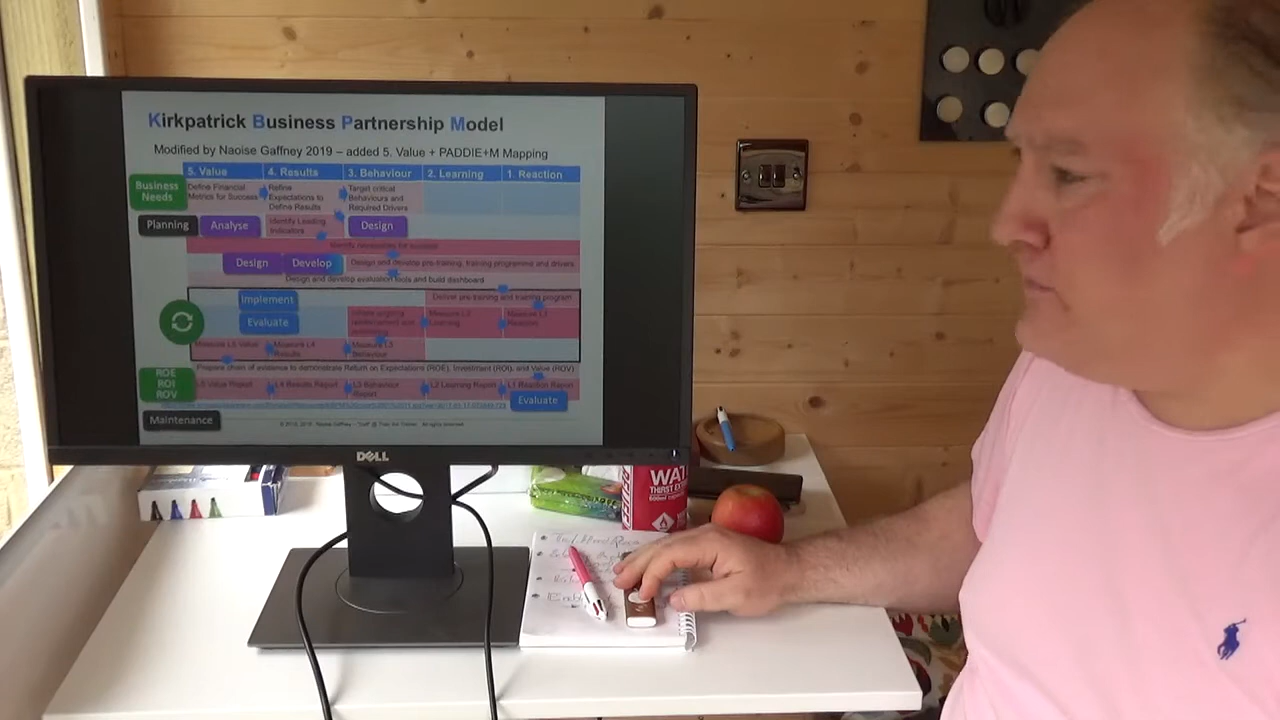 Kirkpatrick Business Partnership Model
Modified by Naoise Gaffney 2019 – added 5. Value + PADDIE+M Mapping
5. Value 4. Results 3. Behaviour 2. Learning 1. Reaction
Business Needs
Define Financial Metrics for Success
Refine Expectations to Define Results
Target critical Behaviours and Required Drivers
Planning
Analyse
Identify Leading Indicators
Design
Identify necessities for success
Design
Develop
Design and develop pre-training, training programme and drivers
Design and develop evaluation tools and build dashboard
Implement
Deliver pre-training and training program
Evaluate
Measure L2 Learning
Measure L1 Reaction
Measure L5 Value
Measure L4 Results
Measure L3 Behaviour
Prepare chain of evidence to demonstrate Return on Expectations (ROE), Investment (ROI), and Value (ROV)
ROE
ROI
ROV
L5 Value Report
L4 Results Report
L3 Behaviour Report
L2 Learning Report
L1 Reaction Report
Evaluate
Maintenance
DELL
WAT
THIRST EX